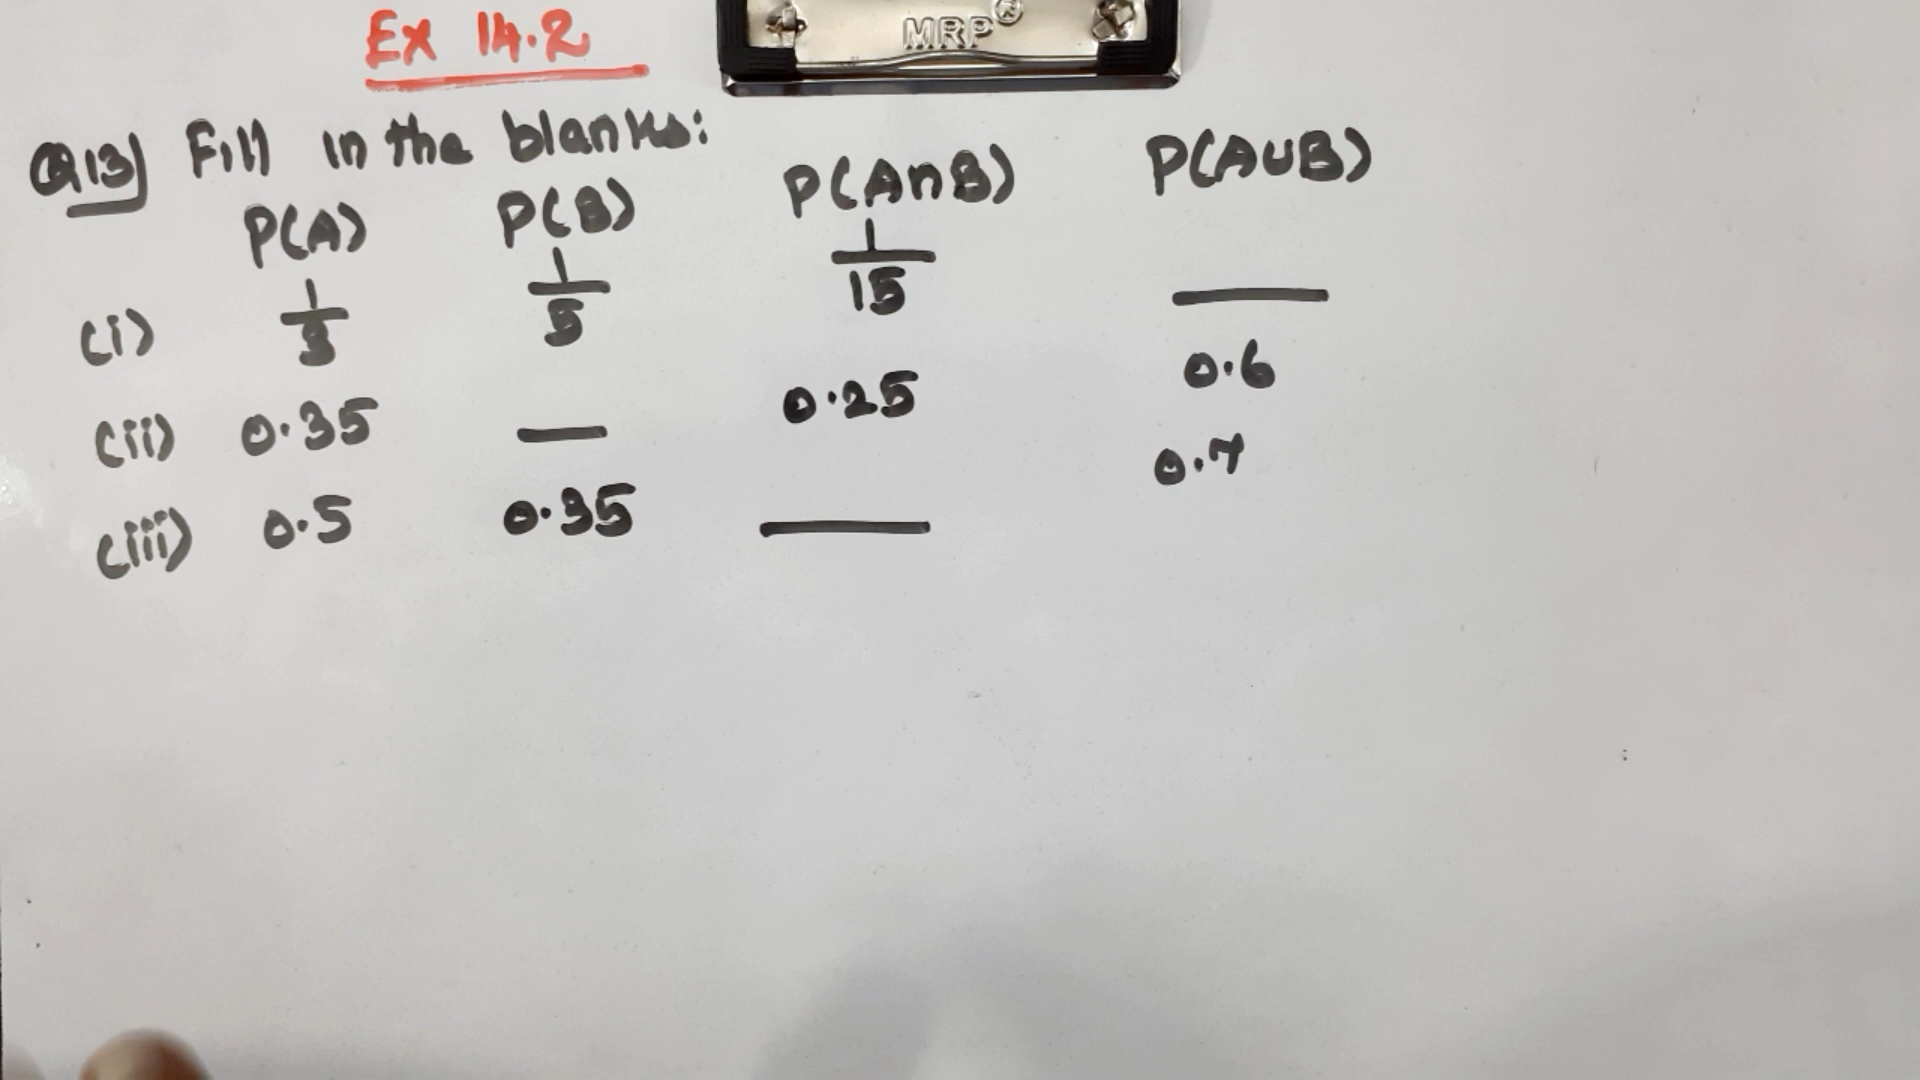 MRP®
Ex 14.2
Q13) Fill in the blanks:
P(A) P(B) P(A∩B) P(A∪B)
(i) 1/3 1/5 1/15 ___
(ii) 0.35 ___ 0.25 0.6
(iii) 0.5 0.35 ___ 0.7